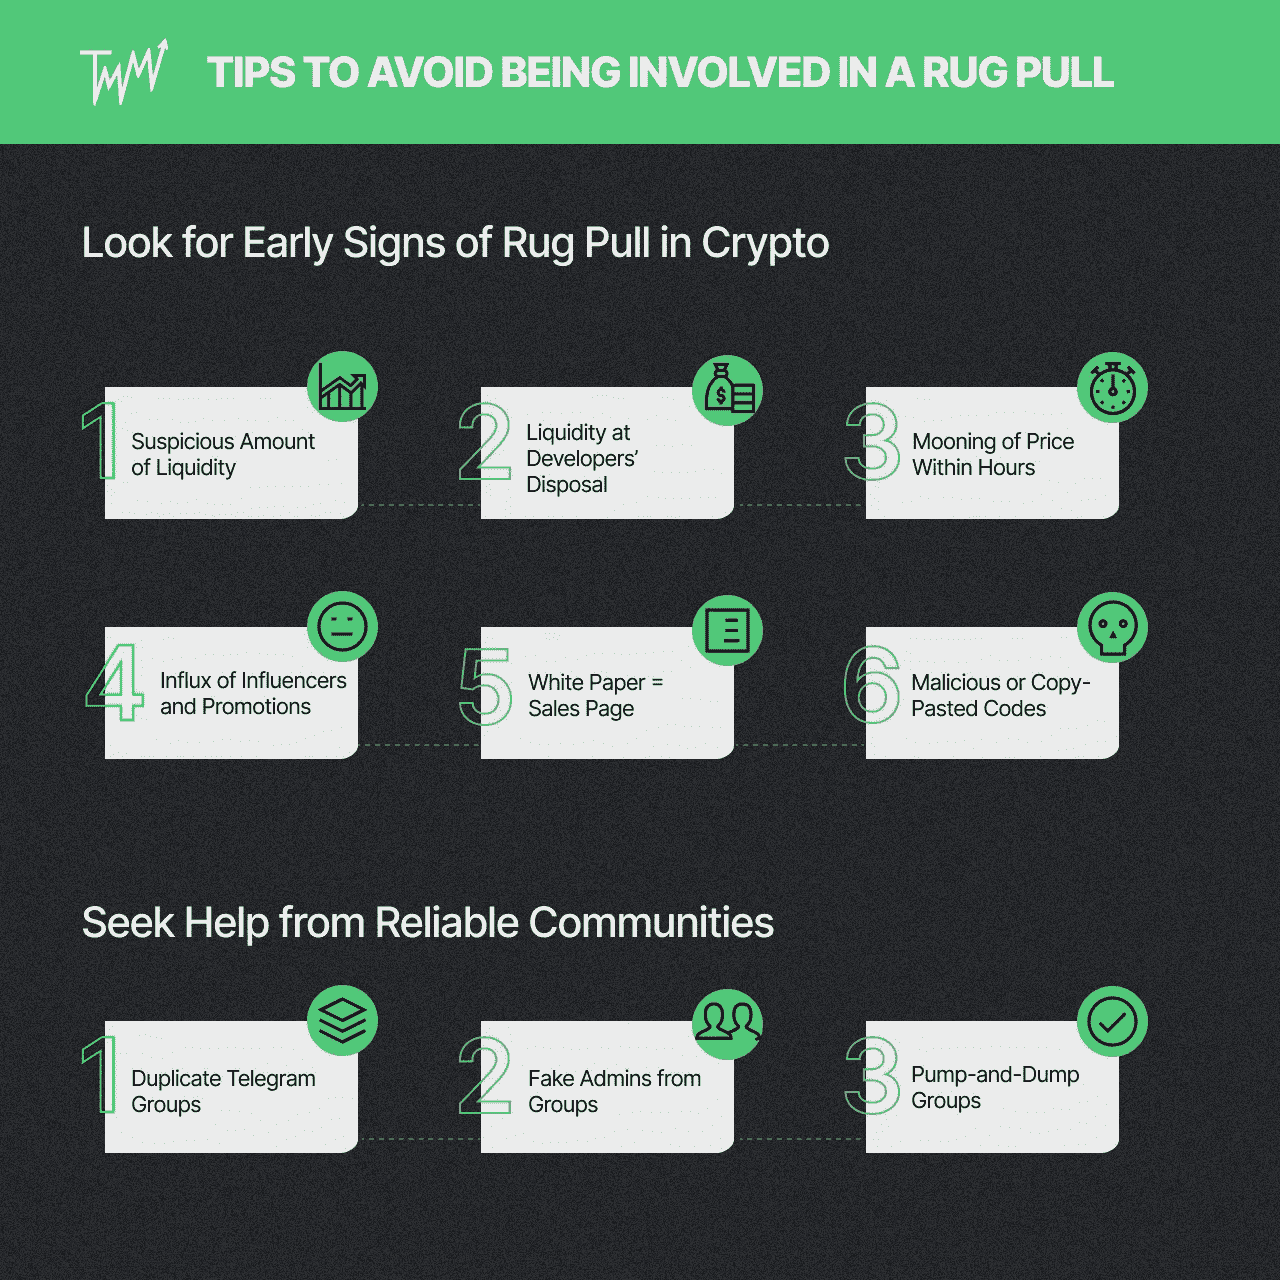 TWM
TIPS TO AVOID BEING INVOLVED IN A RUG PULL
Look for Early Signs of Rug Pull in Crypto
1
Suspicious Amount
of Liquidity
2
Liquidity at
Developers’
Disposal
3
Mooning of Price
Within Hours
4
Influx of Influencers
and Promotions
5
White Paper =
Sales Page
6
Malicious or Copy-
Pasted Codes
Seek Help from Reliable Communities
1
Duplicate Telegram
Groups
2
Fake Admins from
Groups
3
Pump-and-Dump
Groups